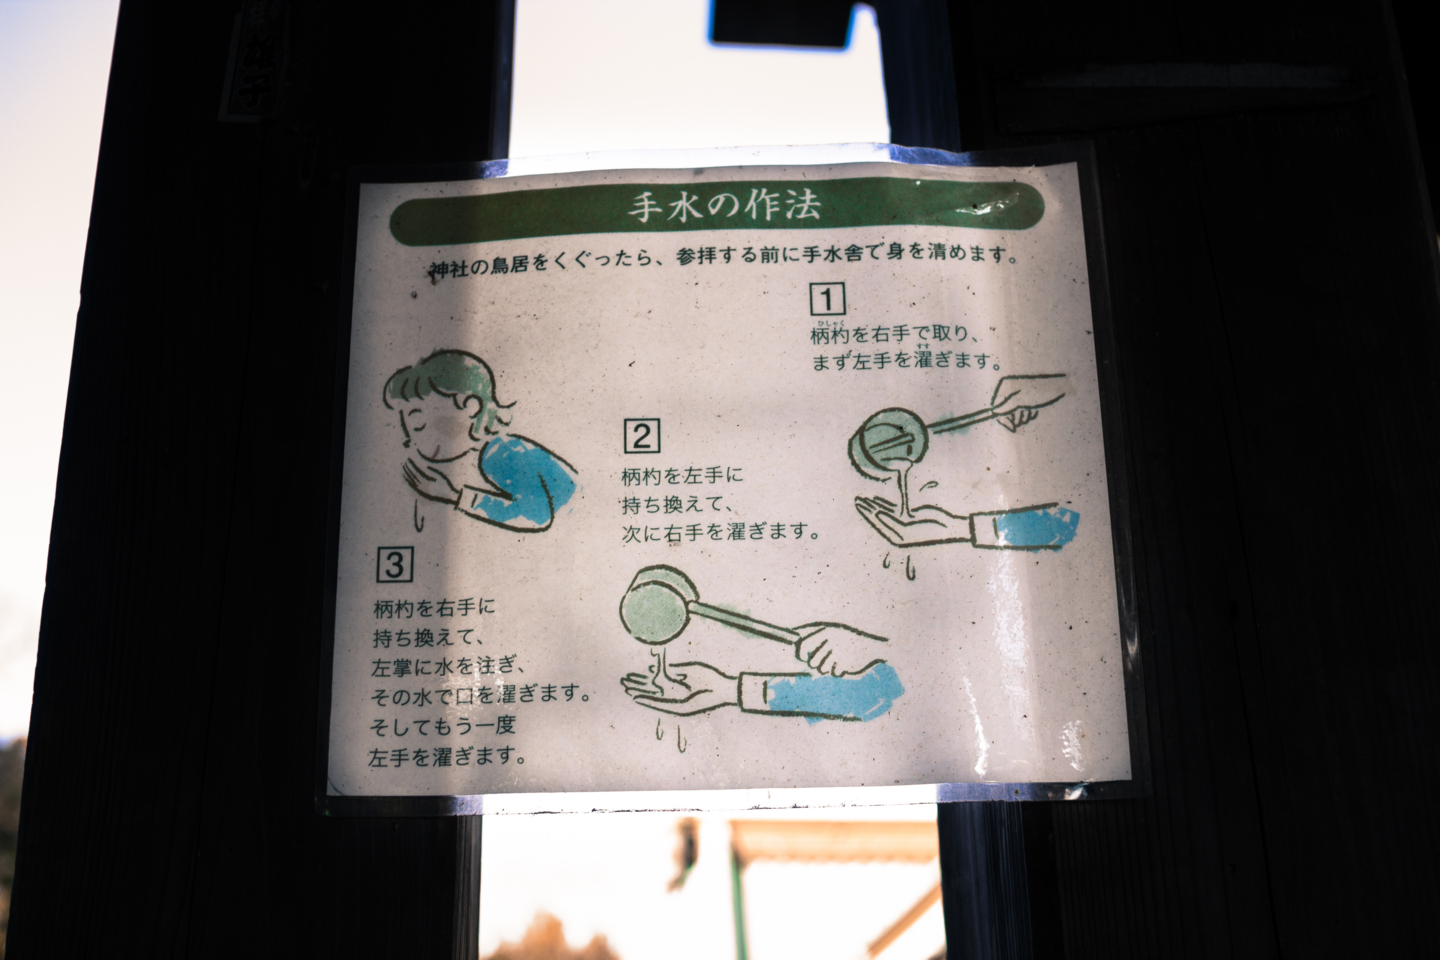 手水の作法
神社の鳥居をくぐったら、参拝する前に手水舎で身を清めます。
1
ひしゃく
柄杓を右手で取り、
すす
まず左手を濯ぎます。
2
柄杓を左手に
持ち換えて、
次に右手を濯ぎます。
3
柄杓を右手に
持ち換えて、
左掌に水を注ぎ、
その水で口を濯ぎます。
そしてもう一度
左手を濯ぎます。